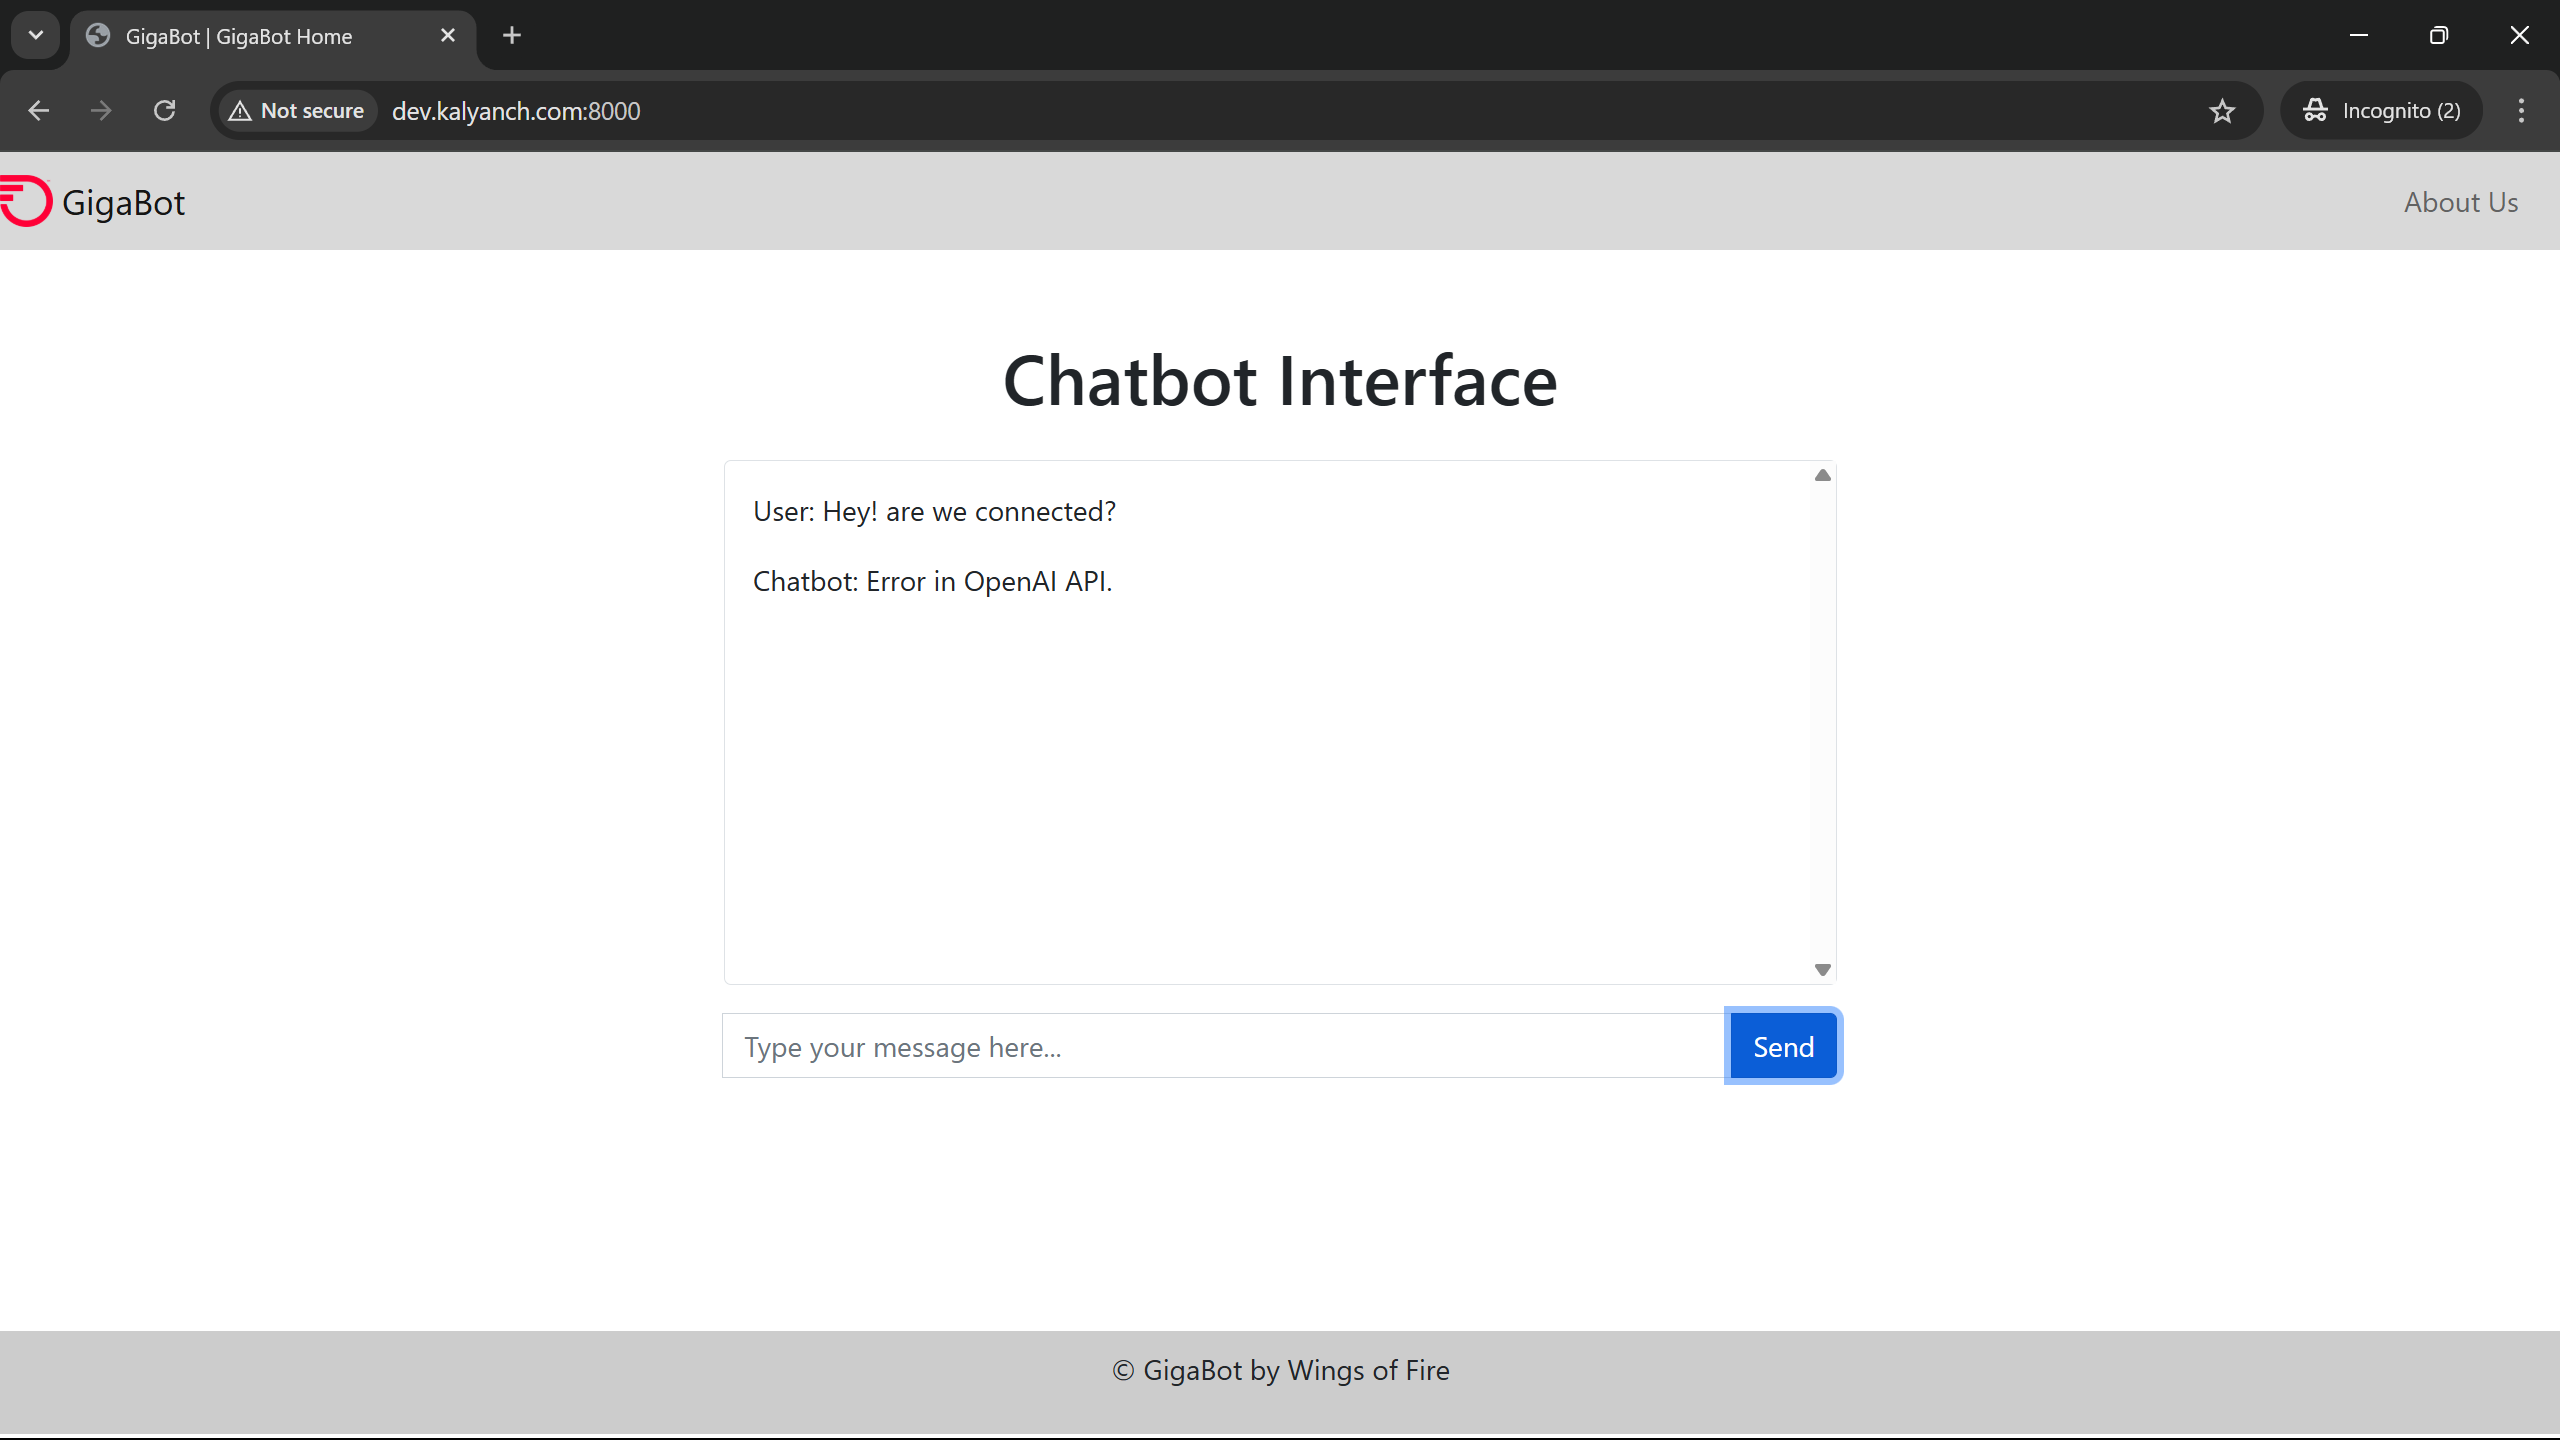 GigaBot | GigaBot Home
Not secure
dev.kalyanch.com:8000
Incognito (2)
GigaBot
About Us
Chatbot Interface
User: Hey! are we connected?
Chatbot: Error in OpenAI API.
Type your message here...
Send
© GigaBot by Wings of Fire